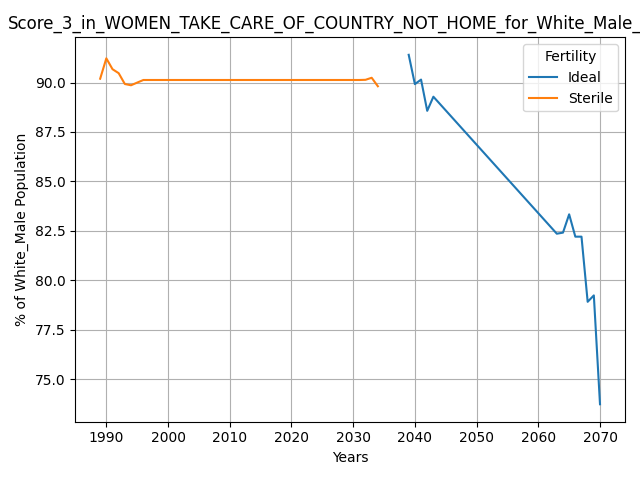 Score_3_in_WOMEN_TAKE_CARE_OF_COUNTRY_NOT_HOME_for_White_Male_
Fertility
Ideal
Sterile
% of White_Male Population
90.0
87.5
85.0
82.5
80.0
77.5
75.0
1990 2000 2010 2020 2030 2040 2050 2060 2070
Years